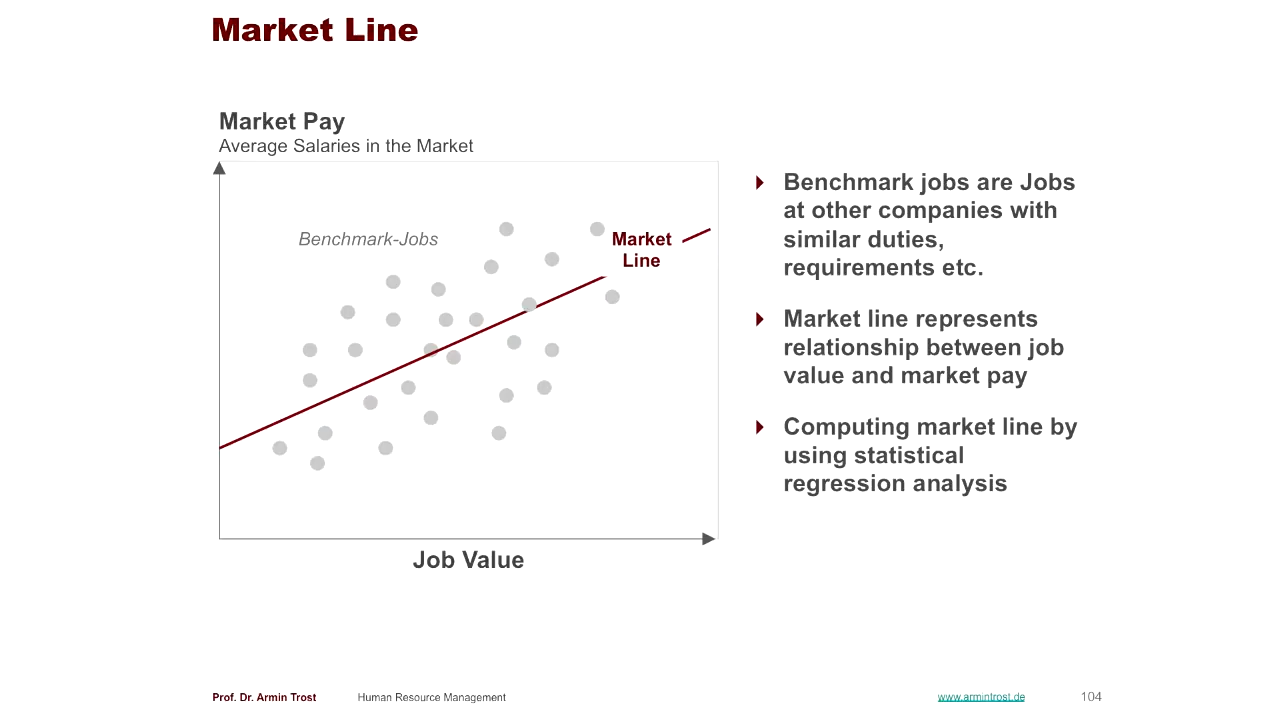 Market Line
Market Pay
Average Salaries in the Market
Benchmark-Jobs
Market
Line
Job Value
Benchmark jobs are Jobs
at other companies with
similar duties,
requirements etc.
Market line represents
relationship between job
value and market pay
Computing market line by
using statistical
regression analysis
Prof. Dr. Armin Trost
Human Resource Management
www.armintrost.de
104